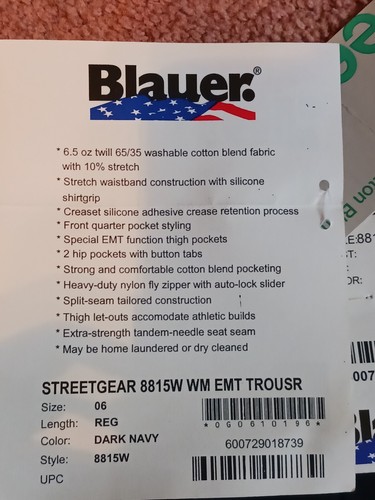 Blauer.®
* 6.5 oz twill 65/35 washable cotton blend fabric
with 10% stretch
* Stretch waistband construction with silicone
shirtgrip
* Creaset silicone adhesive crease retention process
* Front quarter pocket styling
* Special EMT function thigh pockets
* 2 hip pockets with button tabs
* Strong and comfortable cotton blend pocketing
* Heavy-duty nylon fly zipper with auto-lock slider
* Split-seam tailored construction
* Thigh let-outs accomodate athletic builds
* Extra-strength tandem-needle seat seam
* May be home laundered or dry cleaned
STREETGEAR 8815W WM EMT TROUSR
Size: 06
Length: REG
Color: DARK NAVY
Style: 8815W
UPC
*0G0610196*
600729018739
on B
E:881
T:
OR:
007